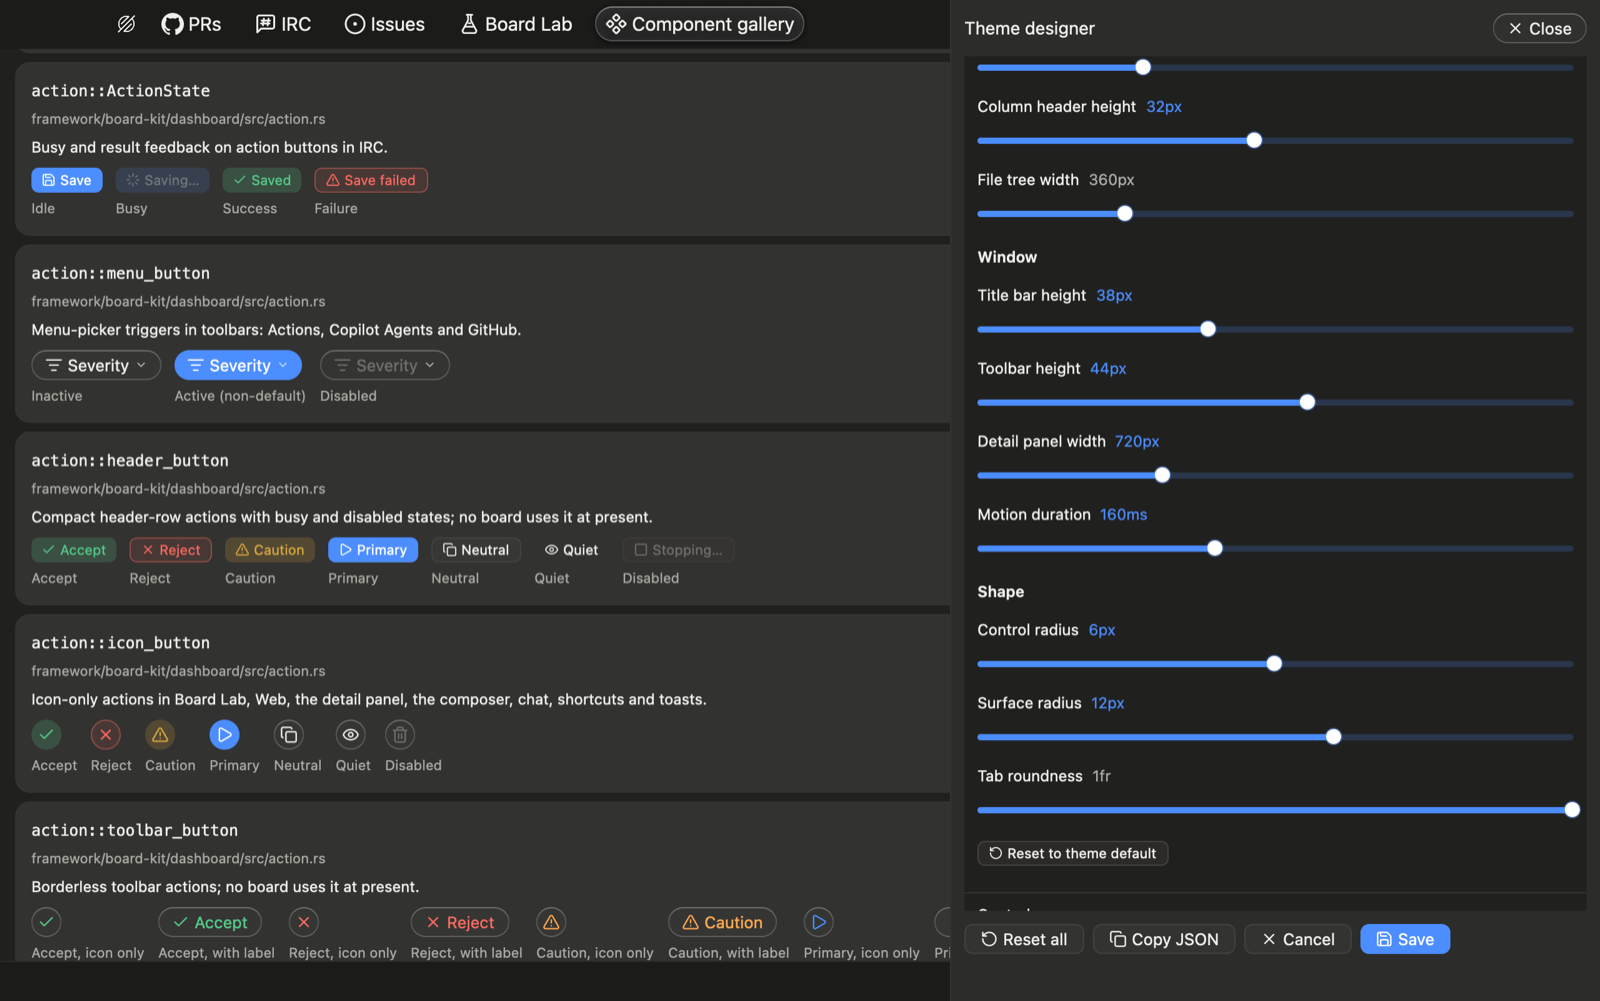 PRs
IRC
Issues
Board Lab
Component gallery
action::ActionState
framework/board-kit/dashboard/src/action.rs
Busy and result feedback on action buttons in IRC.
Save
Saving...
Saved
Save failed
Idle
Busy
Success
Failure
action::menu_button
framework/board-kit/dashboard/src/action.rs
Menu-picker triggers in toolbars: Actions, Copilot Agents and GitHub.
Severity
Severity
Severity
Inactive
Active (non-default)
Disabled
action::header_button
framework/board-kit/dashboard/src/action.rs
Compact header-row actions with busy and disabled states; no board uses it at present.
Accept
Reject
Caution
Primary
Neutral
Quiet
Stopping...
Accept
Reject
Caution
Primary
Neutral
Quiet
Disabled
action::icon_button
framework/board-kit/dashboard/src/action.rs
Icon-only actions in Board Lab, Web, the detail panel, the composer, chat, shortcuts and toasts.
Accept
Reject
Caution
Primary
Neutral
Quiet
Disabled
action::toolbar_button
framework/board-kit/dashboard/src/action.rs
Borderless toolbar actions; no board uses it at present.
Accept
Reject
Caution
Accept, icon only
Accept, with label
Reject, icon only
Reject, with label
Caution, icon only
Caution, with label
Primary, icon only
Theme designer
Close
Column header height 32px
File tree width 360px
Window
Title bar height 38px
Toolbar height 44px
Detail panel width 720px
Motion duration 160ms
Shape
Control radius 6px
Surface radius 12px
Tab roundness 1fr
Reset to theme default
Reset all
Copy JSON
Cancel
Save